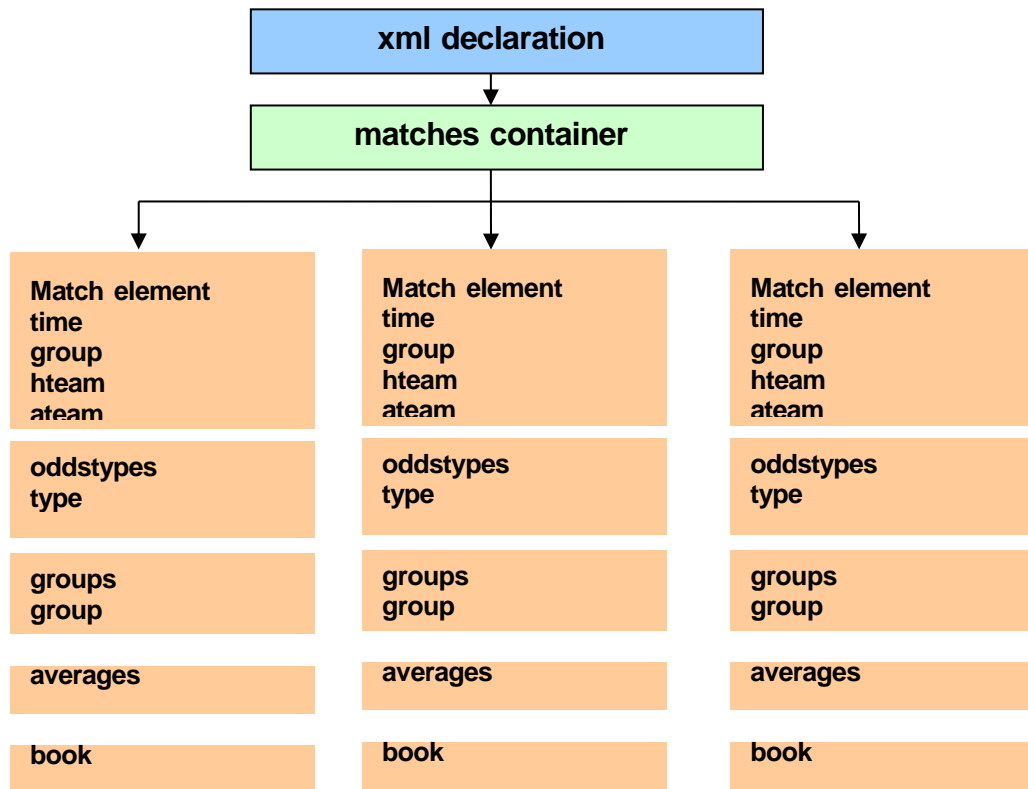 xml declaration
matches container
Match element
time
group
hteam
ateam
oddstypes
type
groups
group
averages
book
Match element
time
group
hteam
ateam
oddstypes
type
groups
group
averages
book
Match element
time
group
hteam
ateam
oddstypes
type
groups
group
averages
book